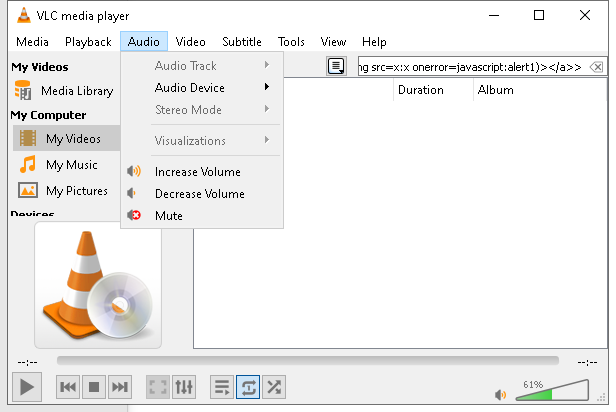 VLC media player
Media Playback Audio Video Subtitle Tools View Help
My Videos
Media Library
My Computer
My Videos
My Music
My Pictures
Devices
Audio Track
Audio Device
Stereo Mode
Visualizations
Increase Volume
Decrease Volume
Mute
ng src=x:x onerror=javascript:alert1)></a>>
Duration Album
--:-- --:--
61%